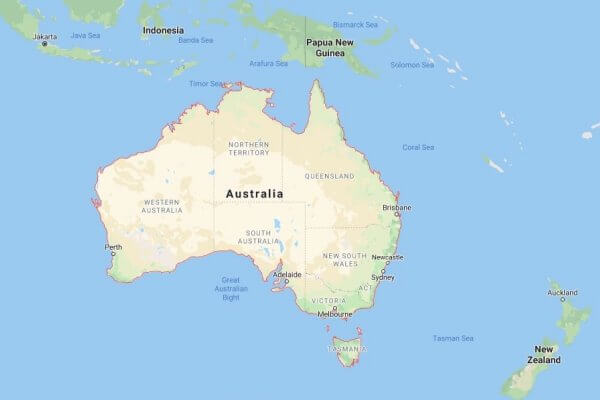 Bismarck Sea
Indonesia
Jakarta
Java Sea
Banda Sea
Papua New
Guinea
Arafura Sea
Solomon Sea
Timor Sea
NORTHERN
TERRITORY
Coral Sea
QUEENSLAND
Australia
WESTERN
AUSTRALIA
Brisbane
SOUTH
AUSTRALIA
Perth
NEW SOUTH
WALES
Newcastle
Sydney
Adelaide
Great
Australian
Bight
ACT
VICTORIA
Melbourne
Auckland
Tasman Sea
TASMANIA
New
Zealand